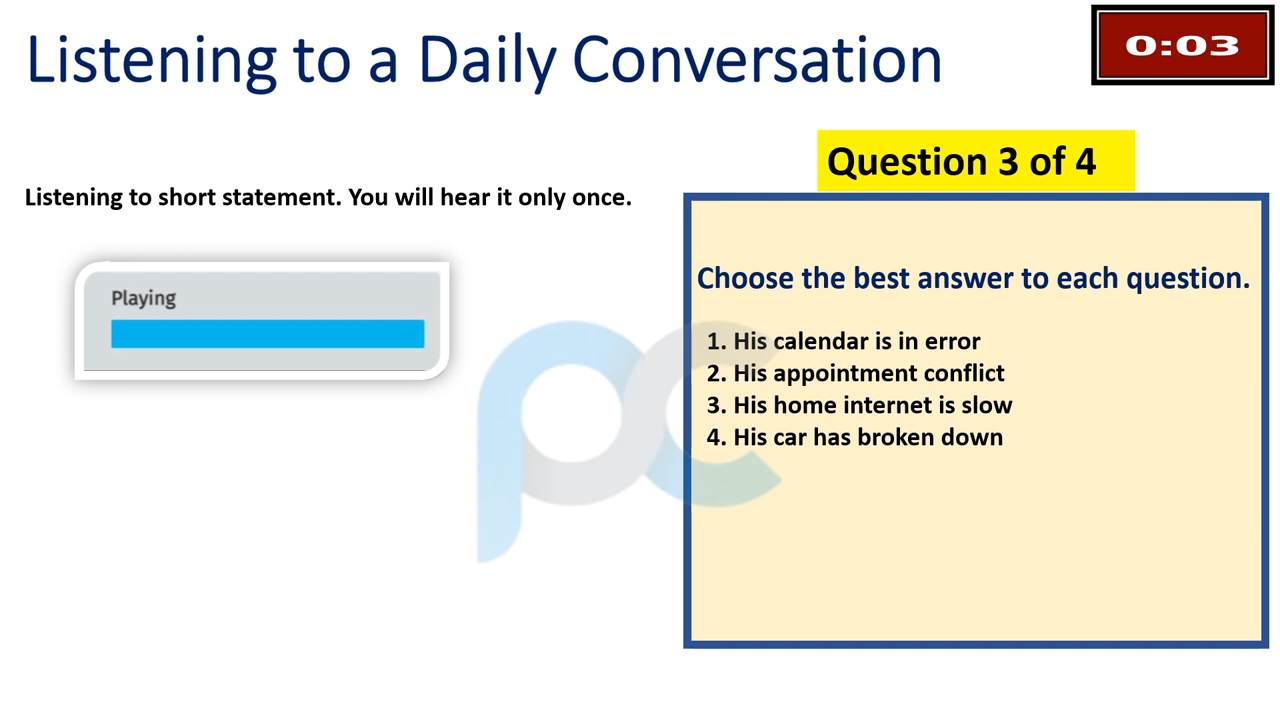 Listening to a Daily Conversation
0:03
Question 3 of 4
Listening to short statement. You will hear it only once.
Playing
Choose the best answer to each question.
1. His calendar is in error
2. His appointment conflict
3. His home internet is slow
4. His car has broken down
pc